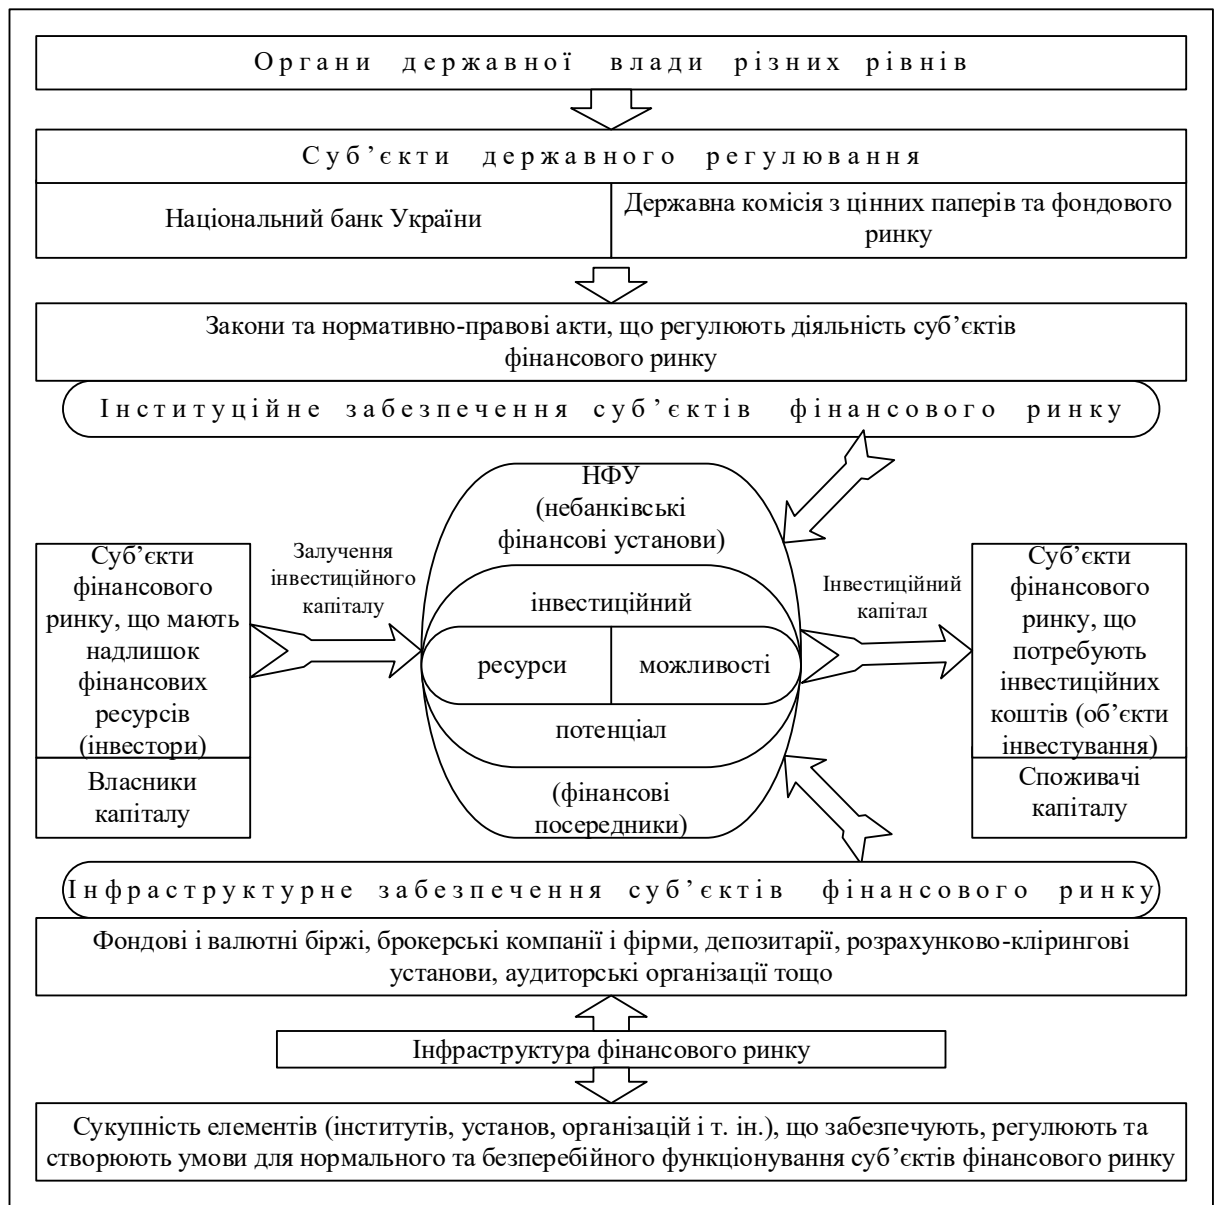 Органи державної влади різних рівнів
Суб’єкти державного регулювання
Національний банк України
Державна комісія з цінних паперів та фондового
ринку
Закони та нормативно-правові акти, що регулюють діяльність суб’єктів
фінансового ринку
Інституційне забезпечення суб’єктів фінансового ринку
НФУ
(небанківські
фінансові установи)
Суб’єкти
фінансового
ринку, що мають
надлишок
фінансових
ресурсів
(інвестори)
Власники
капіталу
Залучення
інвестиційного
капіталу
інвестиційний
ресурси
можливості
потенціал
(фінансові
посередники)
Інвестиційний
капітал
Суб’єкти
фінансового
ринку, що
потребують
інвестиційних
коштів (об’єкти
інвестування)
Споживачі
капіталу
Інфраструктурне забезпечення суб’єктів фінансового ринку
Фондові і валютні біржі, брокерські компанії і фірми, депозитарії, розрахунково-клірингові
установи, аудиторські організації тощо
Інфраструктура фінансового ринку
Сукупність елементів (інститутів, установ, організацій і т. ін.), що забезпечують, регулюють та
створюють умови для нормального та безперебійного функціонування суб’єктів фінансового ринку